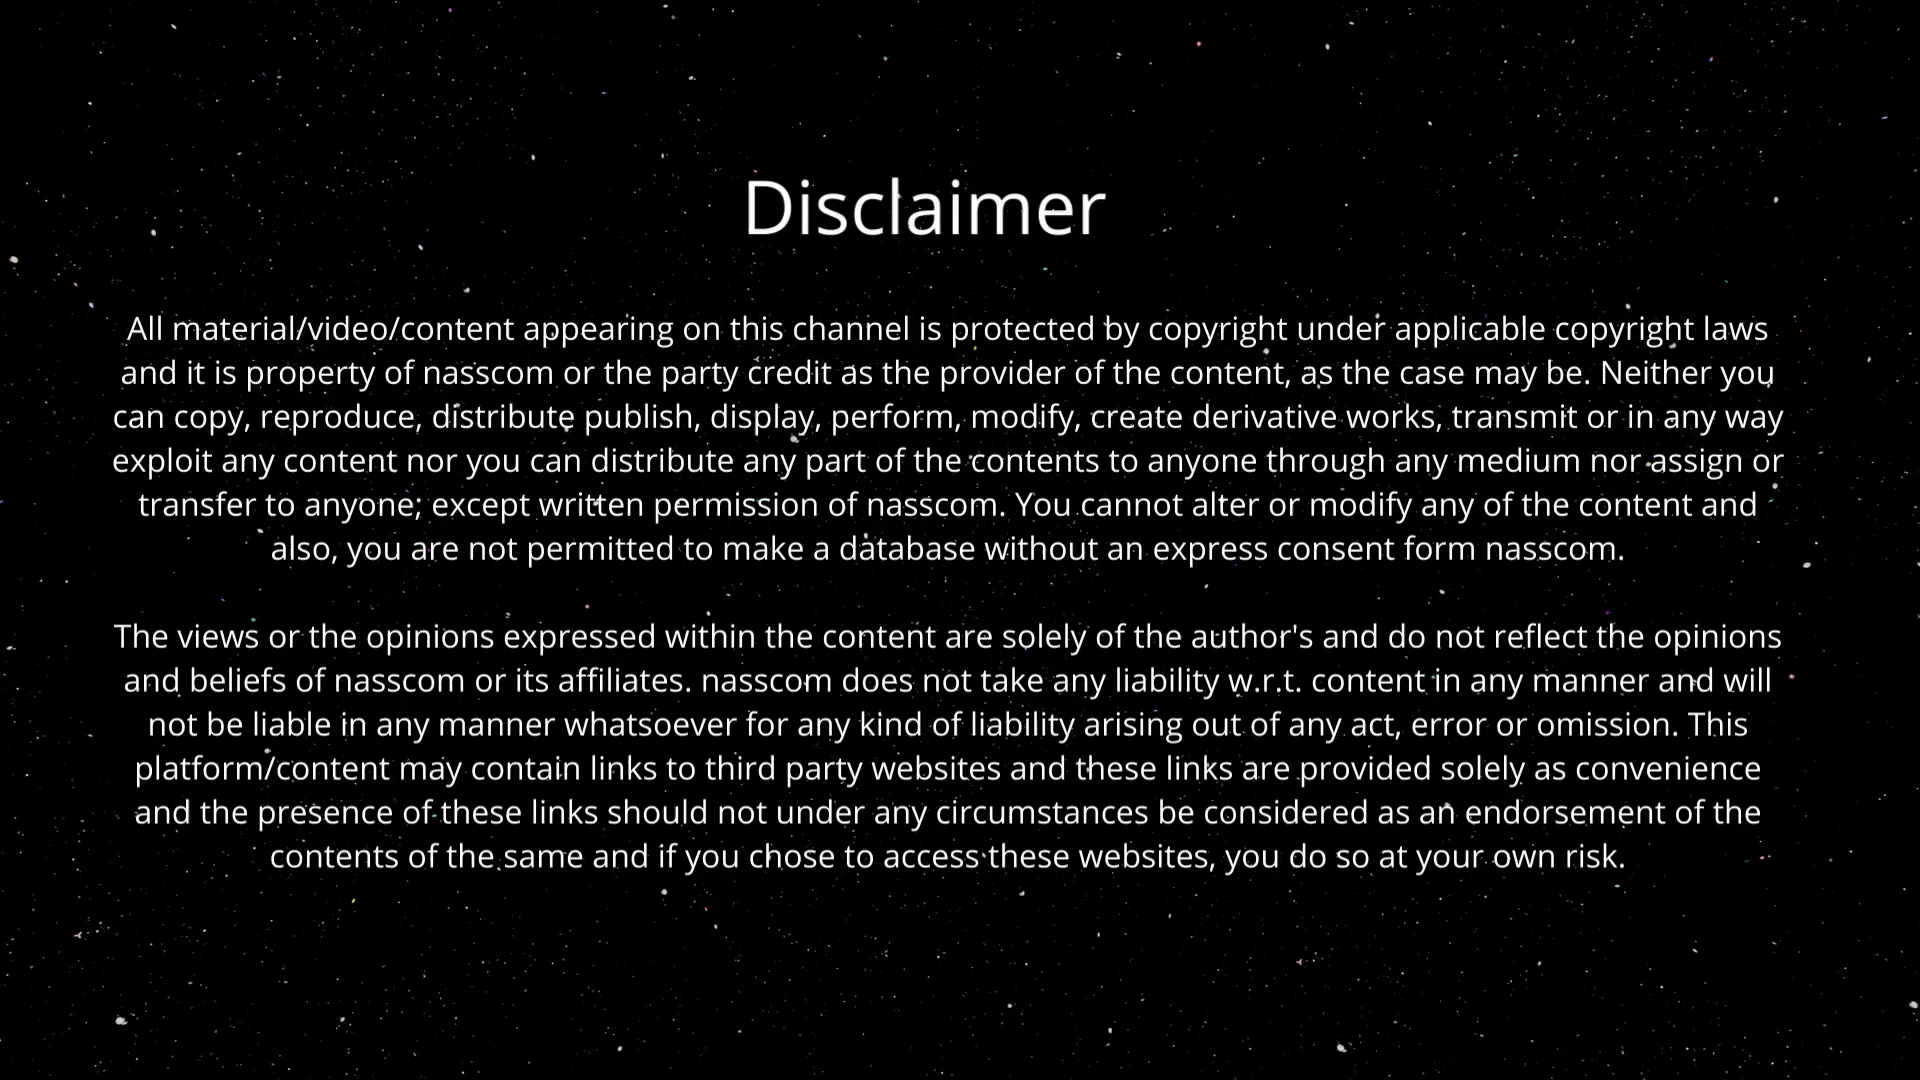 Disclaimer
All material/video/content appearing on this channel is protected by copyright under applicable copyright laws
and it is property of nasscom or the party credit as the provider of the content, as the case may be. Neither you
can copy, reproduce, distribute publish, display, perform, modify, create derivative works, transmit or in any way
exploit any content nor you can distribute any part of the contents to anyone through any medium nor assign or
transfer to anyone; except written permission of nasscom. You cannot alter or modify any of the content and
also, you are not permitted to make a database without an express consent form nasscom.
The views or the opinions expressed within the content are solely of the author's and do not reflect the opinions
and beliefs of nasscom or its affiliates. nasscom does not take any liability w.r.t. content in any manner and will
not be liable in any manner whatsoever for any kind of liability arising out of any act, error or omission. This
platform/content may contain links to third party websites and these links are provided solely as convenience
and the presence of these links should not under any circumstances be considered as an endorsement of the
contents of the same and if you chose to access these websites, you do so at your own risk.